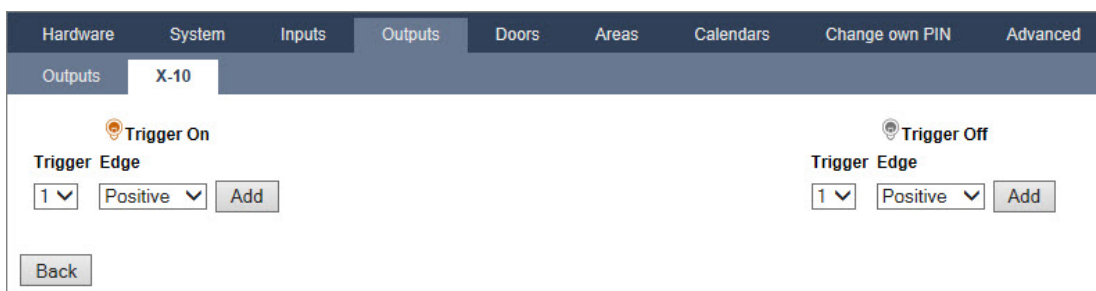 Hardware System Inputs Outputs Doors Areas Calendars Change own PIN Advanced
Outputs X-10
Trigger On Trigger Off
Trigger Edge Trigger Edge
1 Positive Add 1 Positive Add
Back